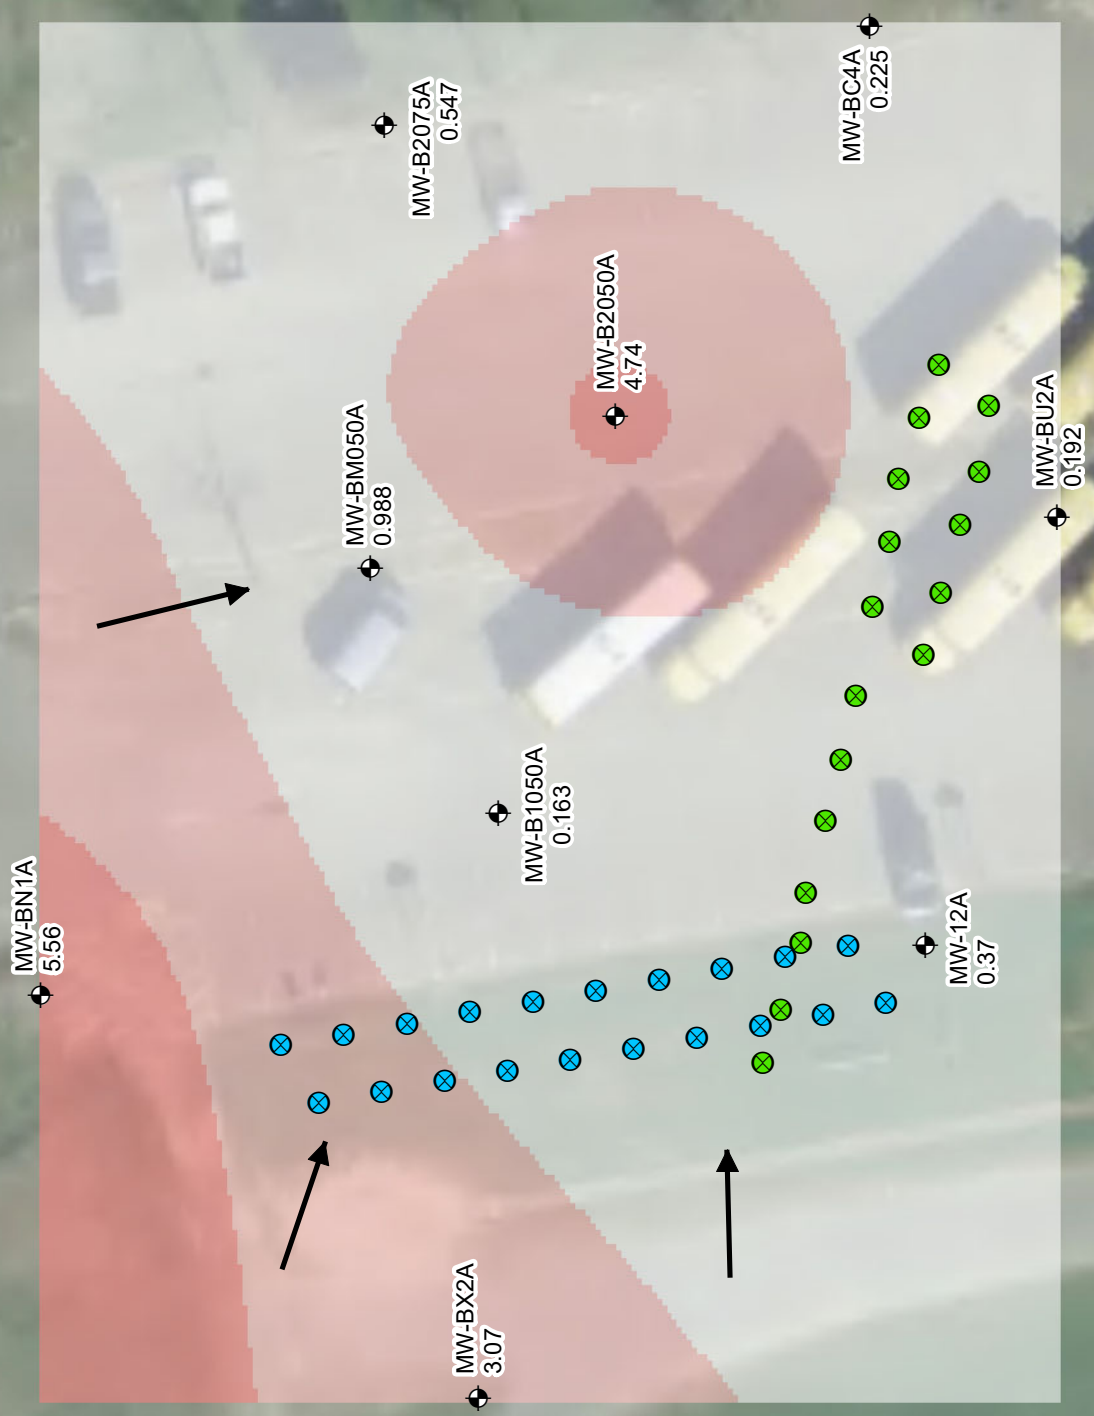 MW-BC4A
0.225
MW-B2075A
0.547
MW-B2050A
4.74
MW-BU2A
0.192
MW-BM050A
0.988
MW-B1050A
0.163
MW-BN1A
5.56
MW-12A
0.37
MW-BX2A
3.07